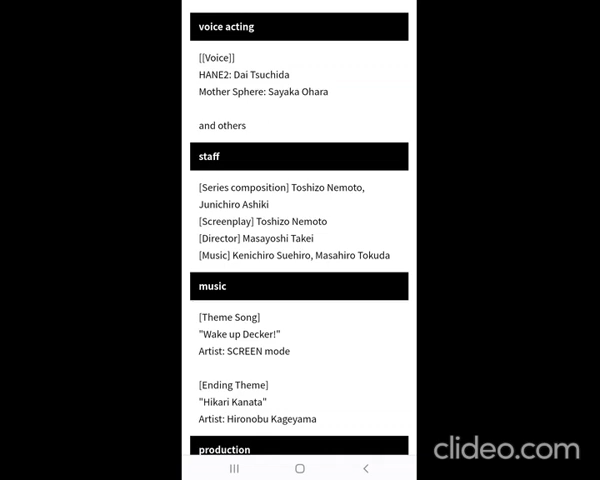 voice acting
[[Voice]]
HANE2: Dai Tsuchida
Mother Sphere: Sayaka Ohara
and others
staff
[Series composition] Toshizo Nemoto,
Junichiro Ashiki
[Screenplay] Toshizo Nemoto
[Director] Masayoshi Takei
[Music] Kenichiro Suehiro, Masahiro Tokuda
music
[Theme Song]
"Wake up Decker!"
Artist: SCREEN mode
[Ending Theme]
"Hikari Kanata"
Artist: Hironobu Kageyama
production
clideo.com